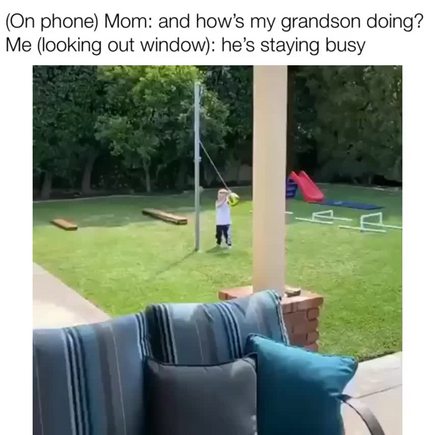 (On phone) Mom: and how's my grandson doing?
Me (looking out window): he's staying busy